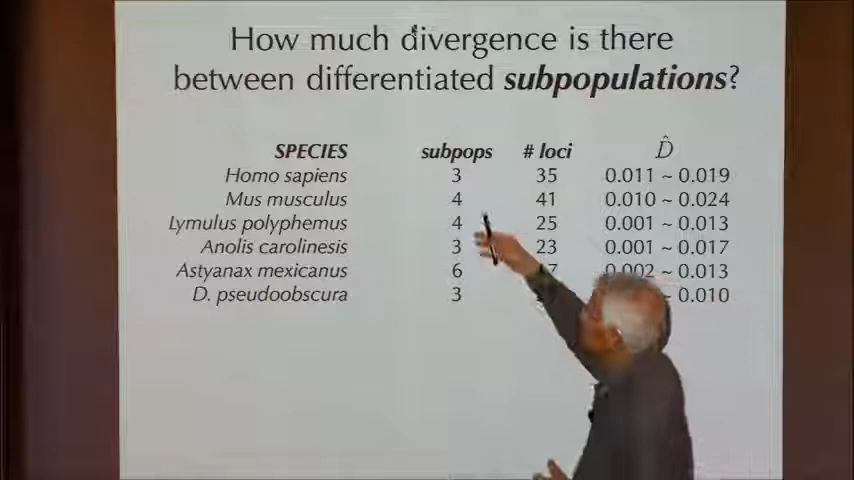 How much divergence is there
between differentiated subpopulations?
SPECIES subpops # loci D̂
Homo sapiens 3 35 0.011 ~ 0.019
Mus musculus 4 41 0.010 ~ 0.024
Lymulus polyphemus 4 25 0.001 ~ 0.013
Anolis carolinesis 3 23 0.001 ~ 0.017
Astyanax mexicanus 6 0.002 ~ 0.013
D. pseudoobscura 3 ~ 0.010